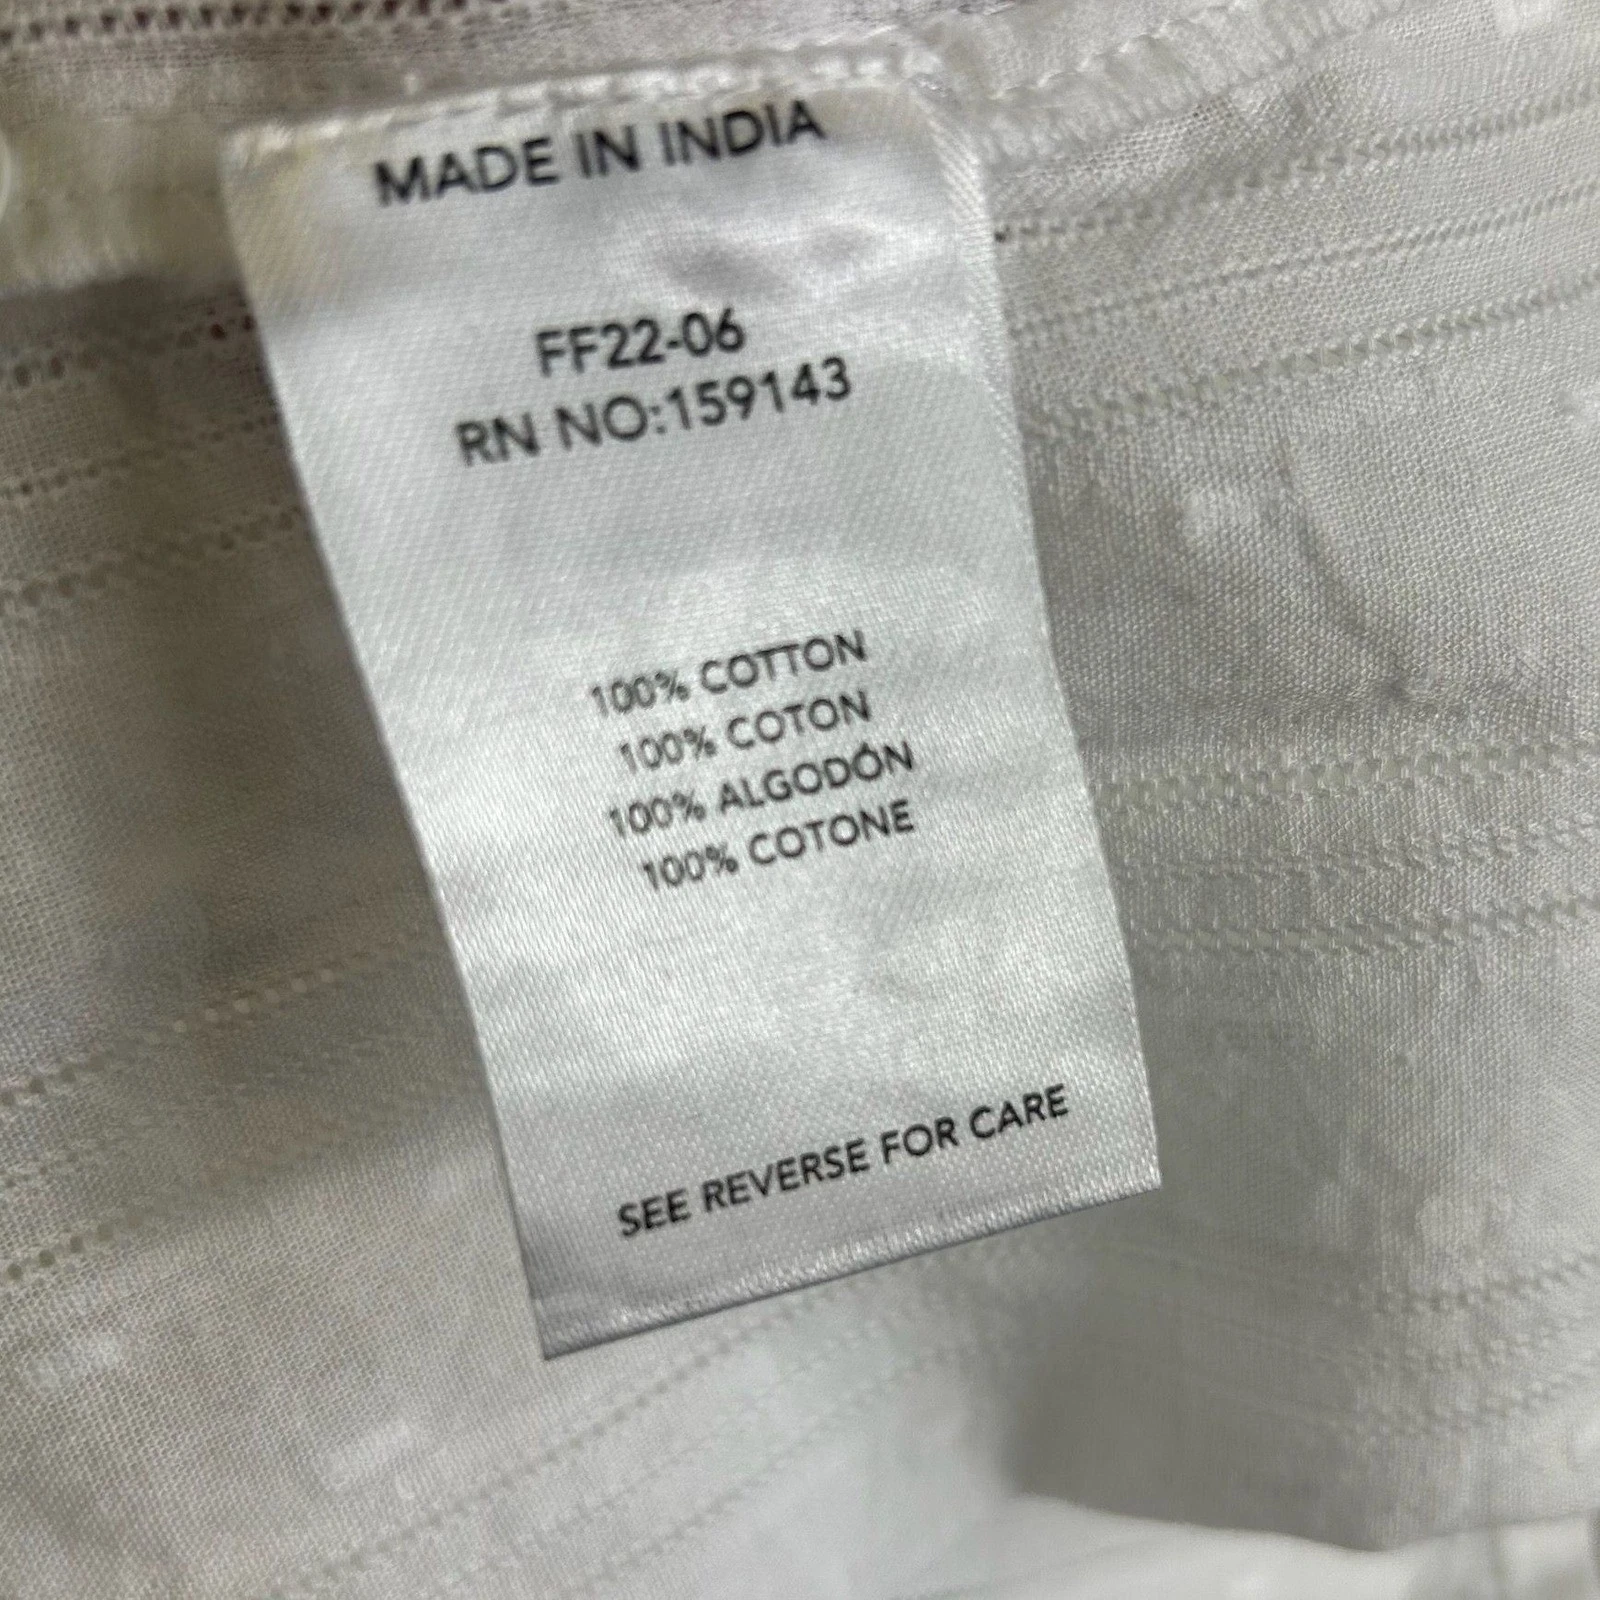 MADE IN INDIA
FF22-06
RN NO:159143
100% COTTON
100% COTON
100% ALGODÓN
100% COTONE
SEE REVERSE FOR CARE